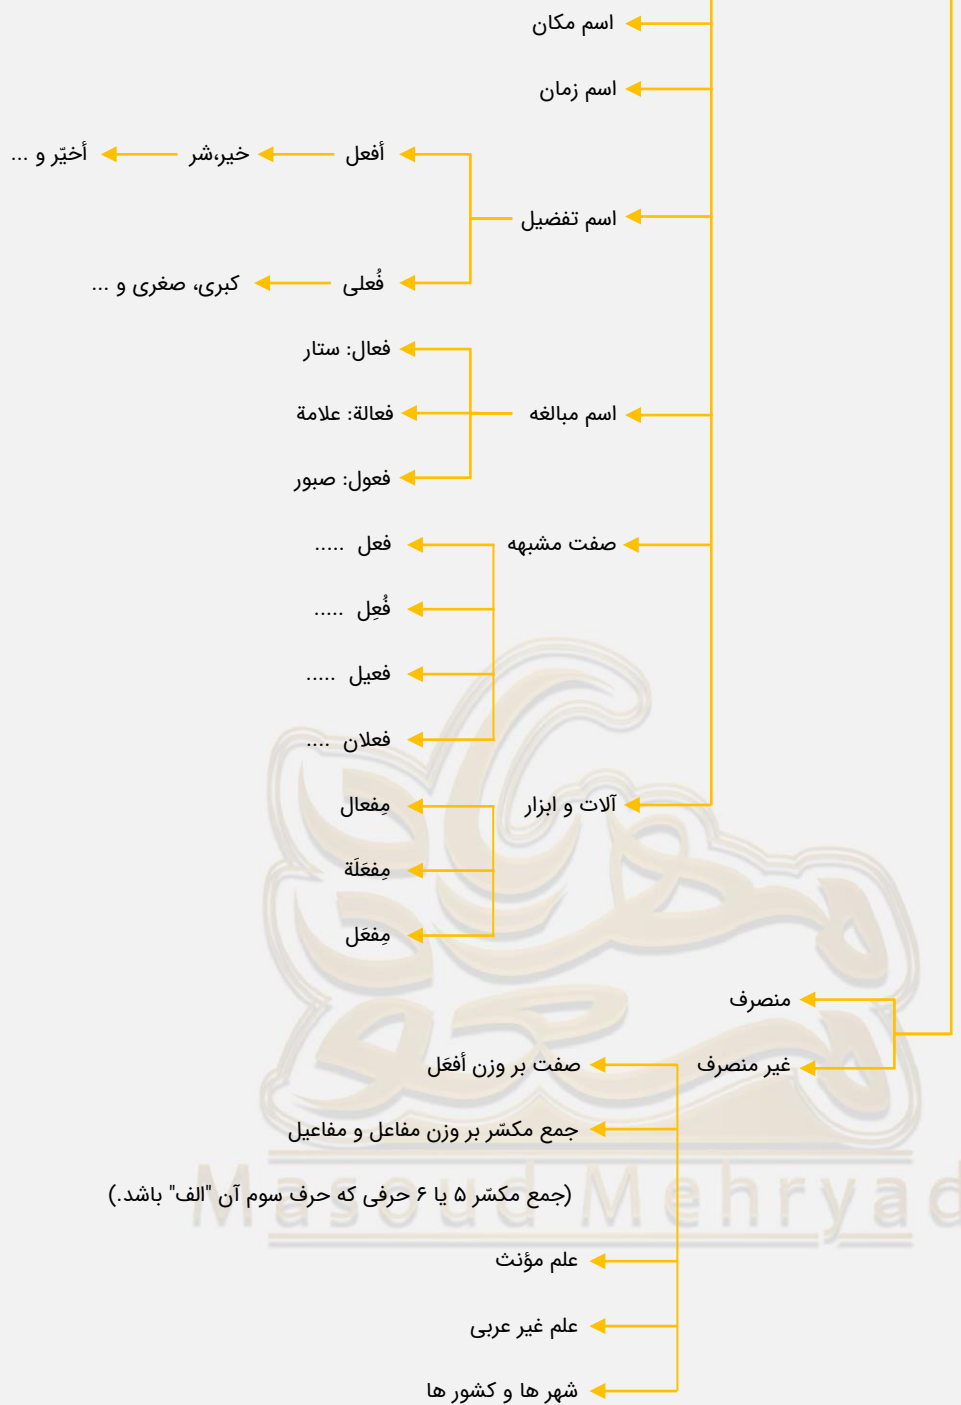 اسم مکان
اسم زمان
أفعل خیر،شر أخیّر و ...
اسم تفضیل
فُعلی کبری، صغری و ...
فعال: ستار
اسم مبالغه فعالة: علامة
فعول: صبور
صفت مشبهه فعل .....
فُعِل .....
فعیل .....
فعلان ....
آلات و ابزار مِفعال
مِفعَلَة
مِفعَل
منصرف
غیر منصرف صفت بر وزن أفعَل
جمع مکسّر بر وزن مفاعل و مفاعیل
(جمع مکسّر ۵ یا ۶ حرفی که حرف سوم آن "الف" باشد.)
علم مؤنث
علم غیر عربی
شهر ها و کشور ها
مسعود مهرداد
Masoud Mehryad